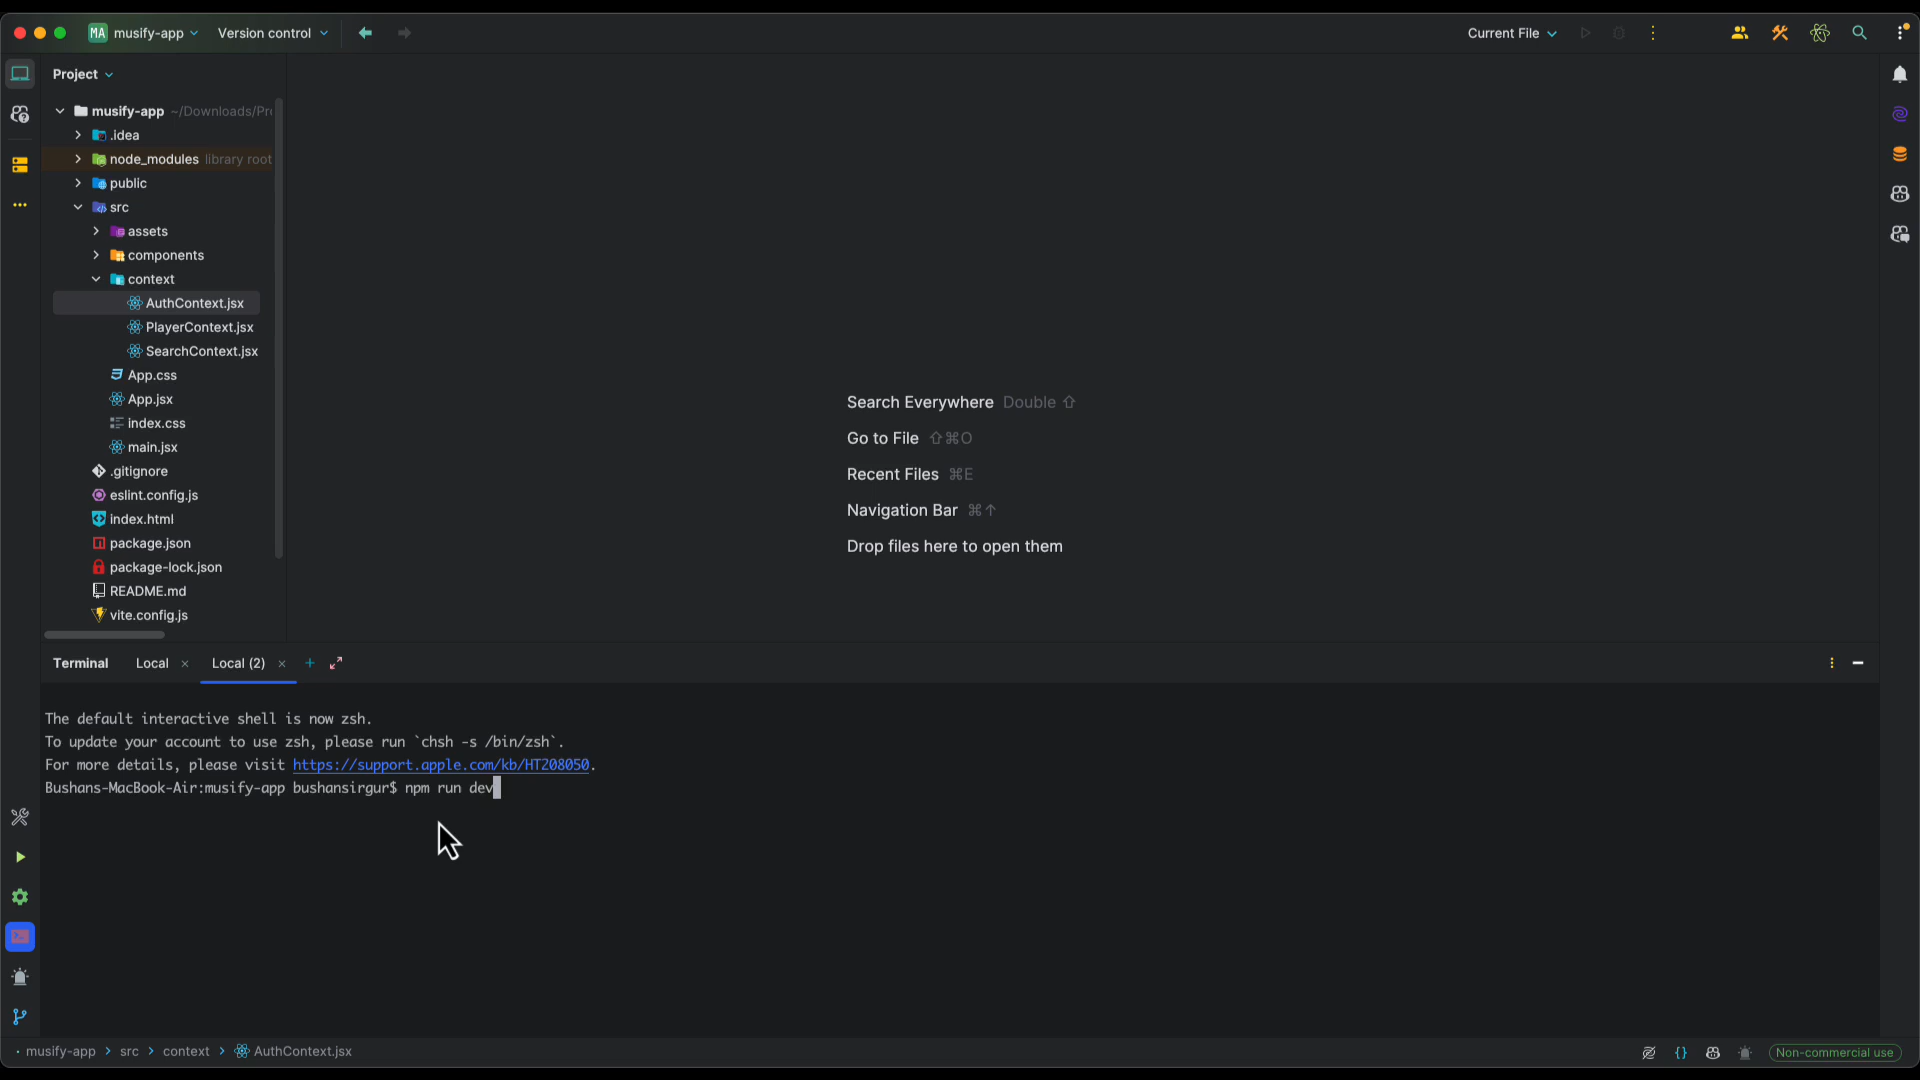 MA musify-app Version control Current File
Project
musify-app ~/Downloads/Pr
.idea
node_modules library root
public
src
assets
components
context
AuthContext.jsx
PlayerContext.jsx
SearchContext.jsx
App.css
App.jsx
index.css
main.jsx
.gitignore
eslint.config.js
index.html
package.json
package-lock.json
README.md
vite.config.js
Search Everywhere Double ⇧
Go to File ⇧⌘O
Recent Files ⌘E
Navigation Bar ⌘↑
Drop files here to open them
Terminal Local × Local (2) × +
The default interactive shell is now zsh.
To update your account to use zsh, please run `chsh -s /bin/zsh`.
For more details, please visit https://support.apple.com/kb/HT208050.
Bushans-MacBook-Air:musify-app bushansirgur$ npm run dev
musify-app > src > context > AuthContext.jsx {} Non-commercial use